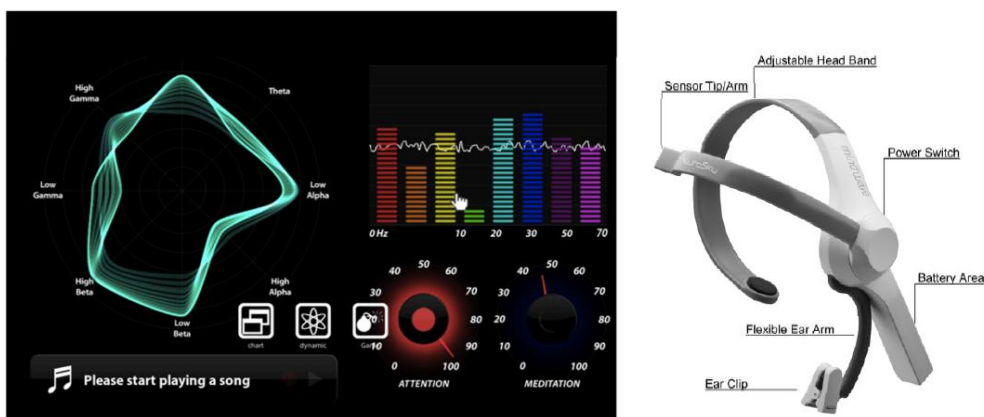 High
Gamma
Theta
Low
Gamma
Low
Alpha
High
Beta
High
Alpha
Low
Beta
chart
dynamic
Please start playing a song
0 Hz
10
20
30
50
70
0
10
20
30
40
50
60
70
80
90
100
ATTENTION
0
10
20
30
40
50
60
70
80
90
100
MEDITATION
Adjustable Head Band
Sensor Tip/Arm
NeuroSky
Power Switch
Battery Area
Flexible Ear Arm
Ear Clip